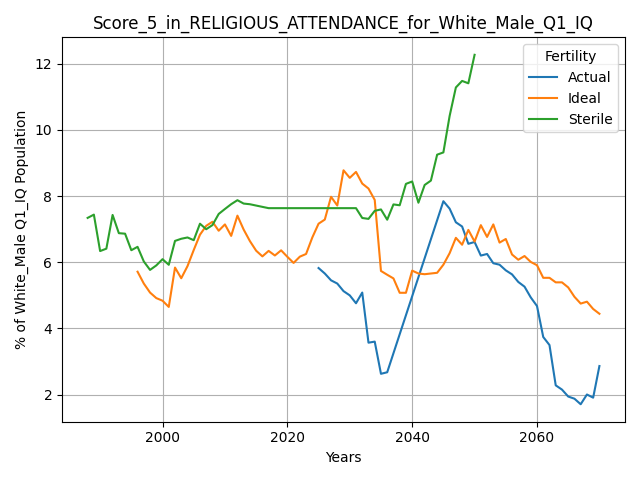 Score_5_in_RELIGIOUS_ATTENDANCE_for_White_Male_Q1_IQ
% of White_Male Q1_IQ Population
12
10
8
6
4
2
Fertility
Actual
Ideal
Sterile
2000
2020
2040
2060
Years